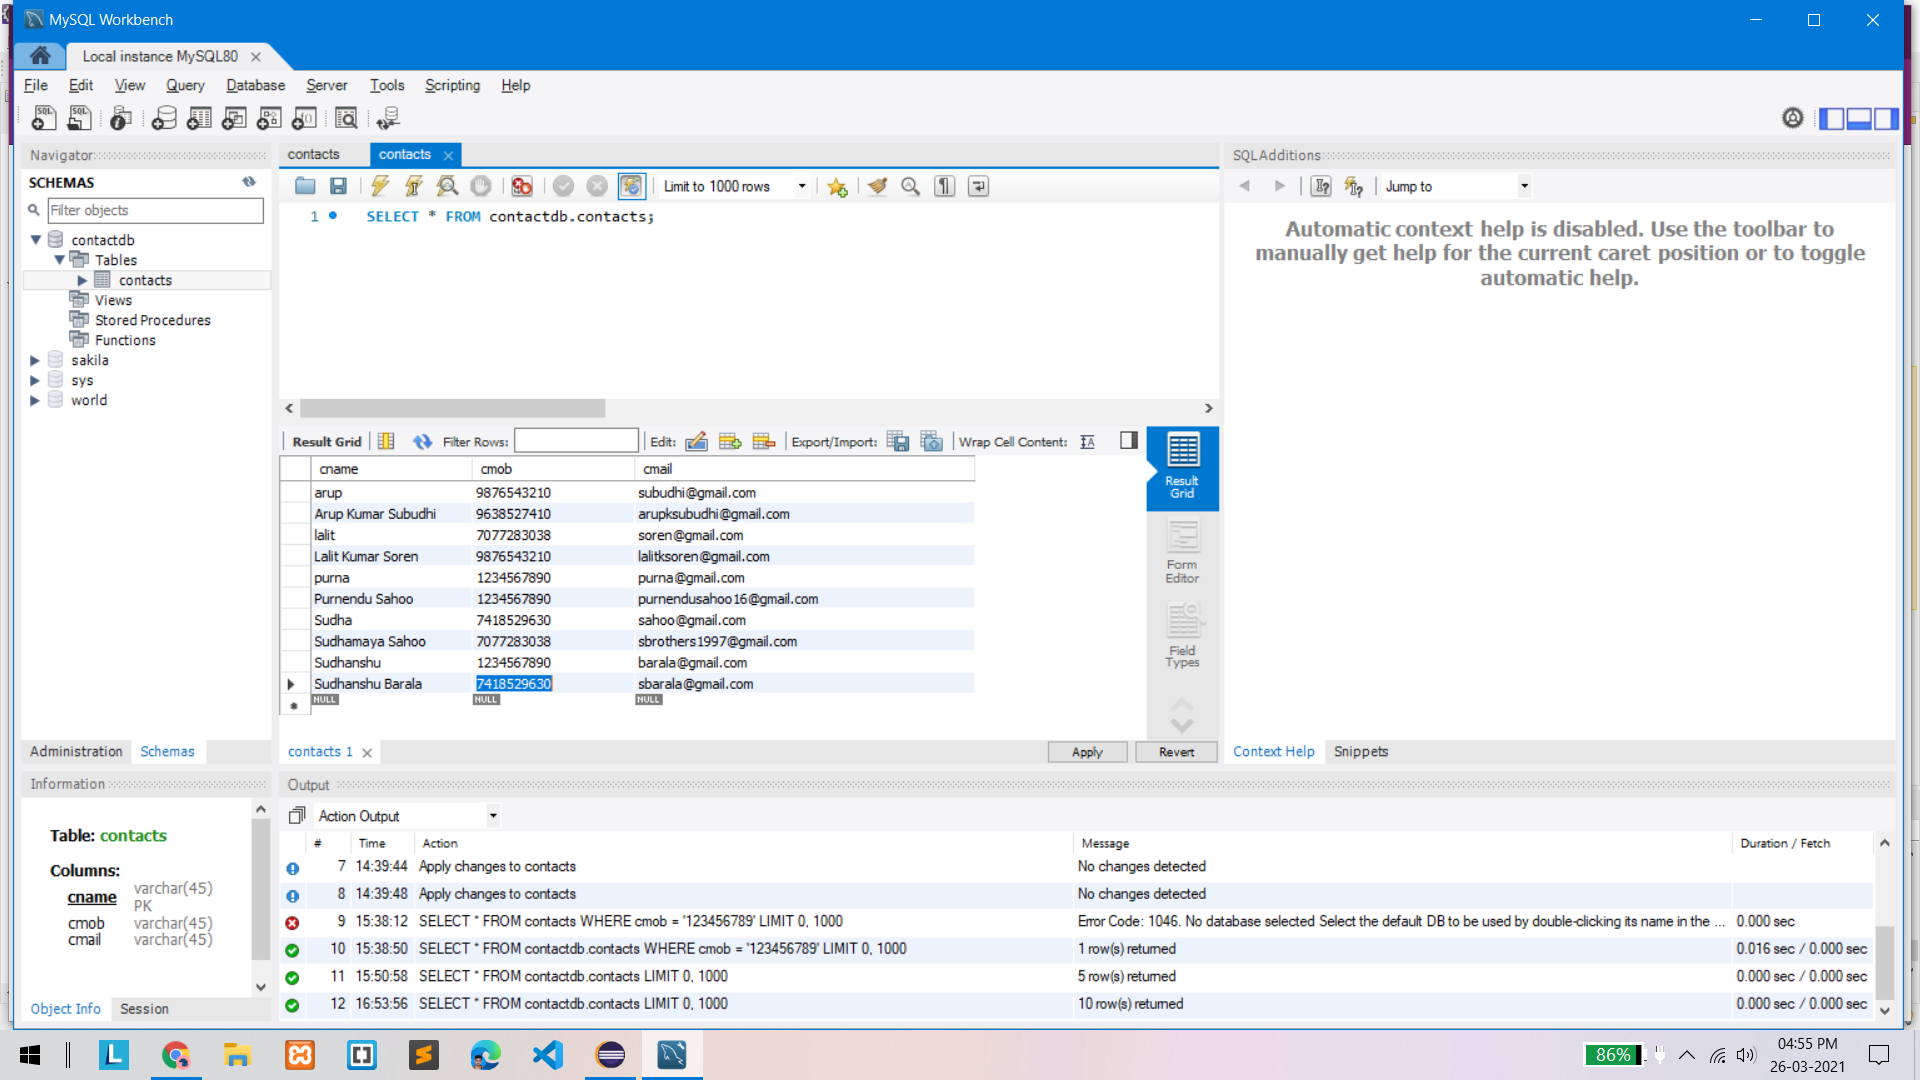 MySQL Workbench
Local instance MySQL80
File Edit View Query Database Server Tools Scripting Help
Navigator
SCHEMAS
Filter objects
contactdb
Tables
contacts
Views
Stored Procedures
Functions
sakila
sys
world
Administration Schemas
Information
Table: contacts
Columns:
cname varchar(45) PK
cmob varchar(45)
cmail varchar(45)
Object Info Session
contacts contacts
Limit to 1000 rows
1 SELECT * FROM contactdb.contacts;
Result Grid Filter Rows: Edit: Export/Import: Wrap Cell Content:
cname cmob cmail
arup 9876543210 subudhi@gmail.com
Arup Kumar Subudhi 9638527410 arupksubudhi@gmail.com
lalit 7077283038 soren@gmail.com
Lalit Kumar Soren 9876543210 lalitksoren@gmail.com
purna 1234567890 purna@gmail.com
Purnendu Sahoo 1234567890 purnendusahoo16@gmail.com
Sudha 7418529630 sahoo@gmail.com
Sudhamaya Sahoo 7077283038 sbrothers1997@gmail.com
Sudhanshu 1234567890 barala@gmail.com
Sudhanshu Barala 7418529630 sbarala@gmail.com
NULL NULL NULL
Result Grid
Form Editor
Field Types
contacts 1 Apply Revert
SQLAdditions
Jump to
Automatic context help is disabled. Use the toolbar to
manually get help for the current caret position or to toggle
automatic help.
Context Help Snippets
Output
Action Output
# Time Action Message Duration / Fetch
7 14:39:44 Apply changes to contacts No changes detected
8 14:39:48 Apply changes to contacts No changes detected
9 15:38:12 SELECT * FROM contacts WHERE cmob = '123456789' LIMIT 0, 1000 Error Code: 1046. No database selected Select the default DB to be used by double-clicking its name in the ... 0.000 sec
10 15:38:50 SELECT * FROM contactdb.contacts WHERE cmob = '123456789' LIMIT 0, 1000 1 row(s) returned 0.016 sec / 0.000 sec
11 15:50:58 SELECT * FROM contactdb.contacts LIMIT 0, 1000 5 row(s) returned 0.000 sec / 0.000 sec
12 16:53:56 SELECT * FROM contactdb.contacts LIMIT 0, 1000 10 row(s) returned 0.000 sec / 0.000 sec
86%
04:55 PM
26-03-2021